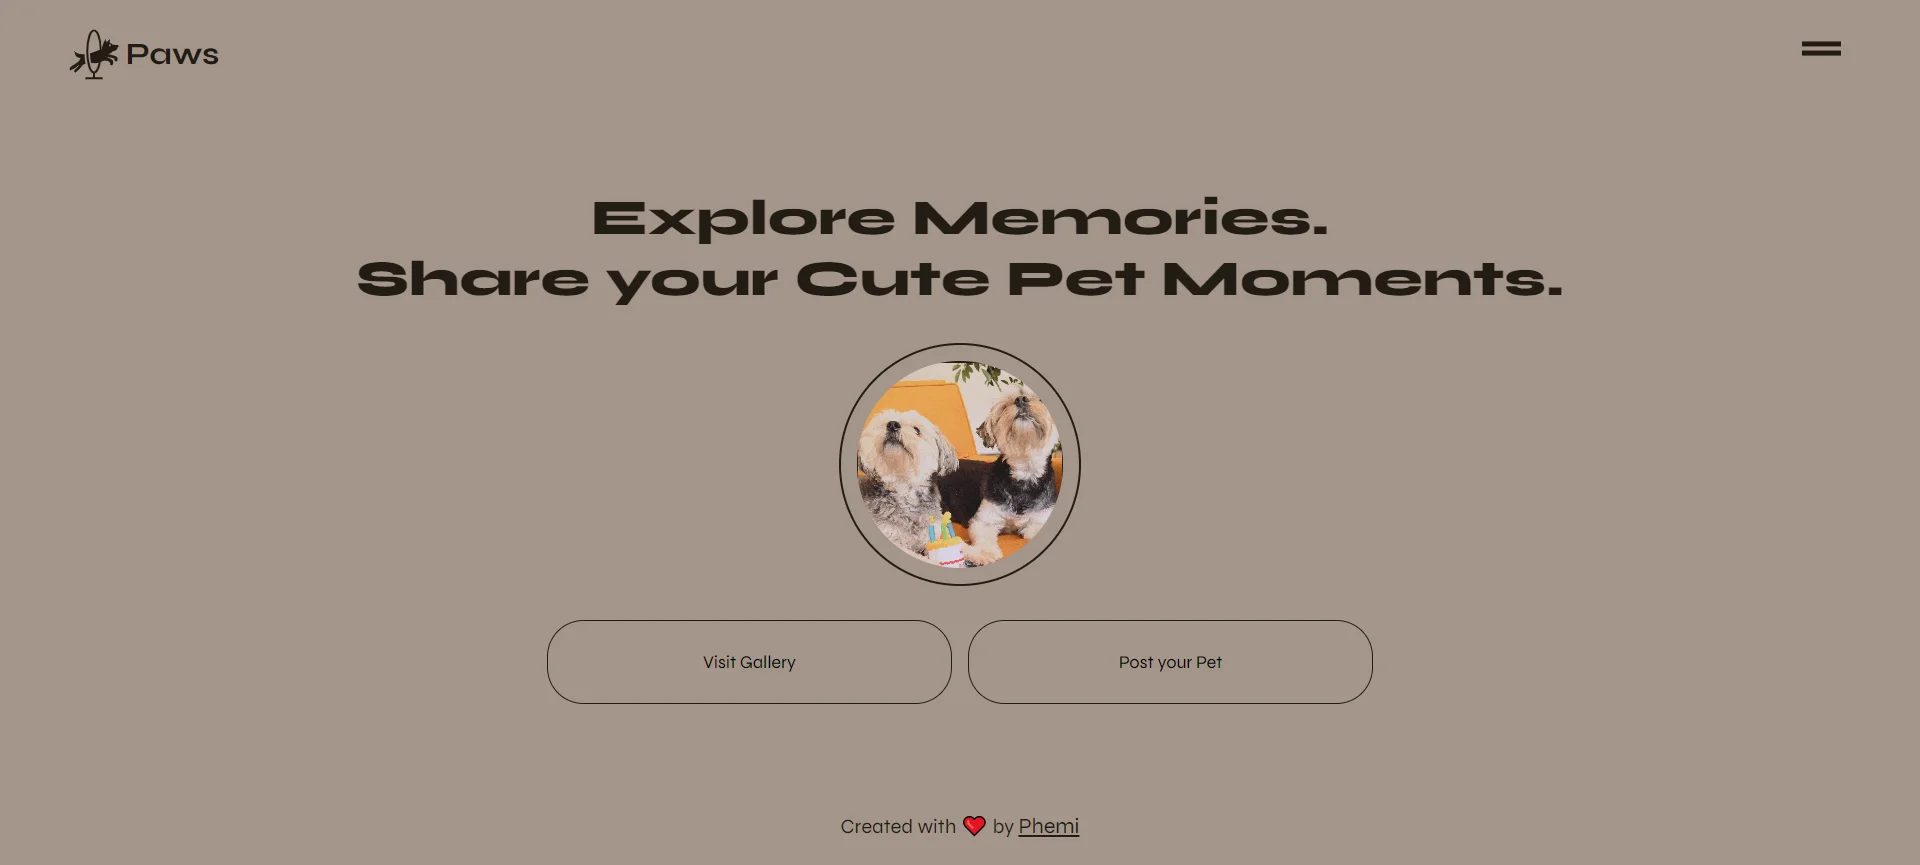 Paws
Explore Memories.
Share your Cute Pet Moments.
Visit Gallery
Post your Pet
Created with ❤️ by Phemi